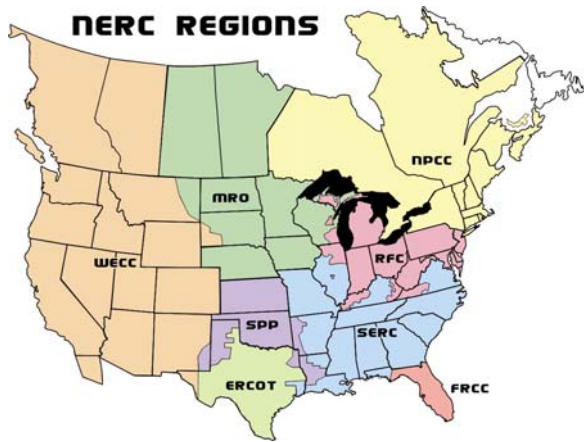 NERC REGIONS
NPCC
MRO
WECC
RFC
SPP
SERC
ERCOT
FRCC